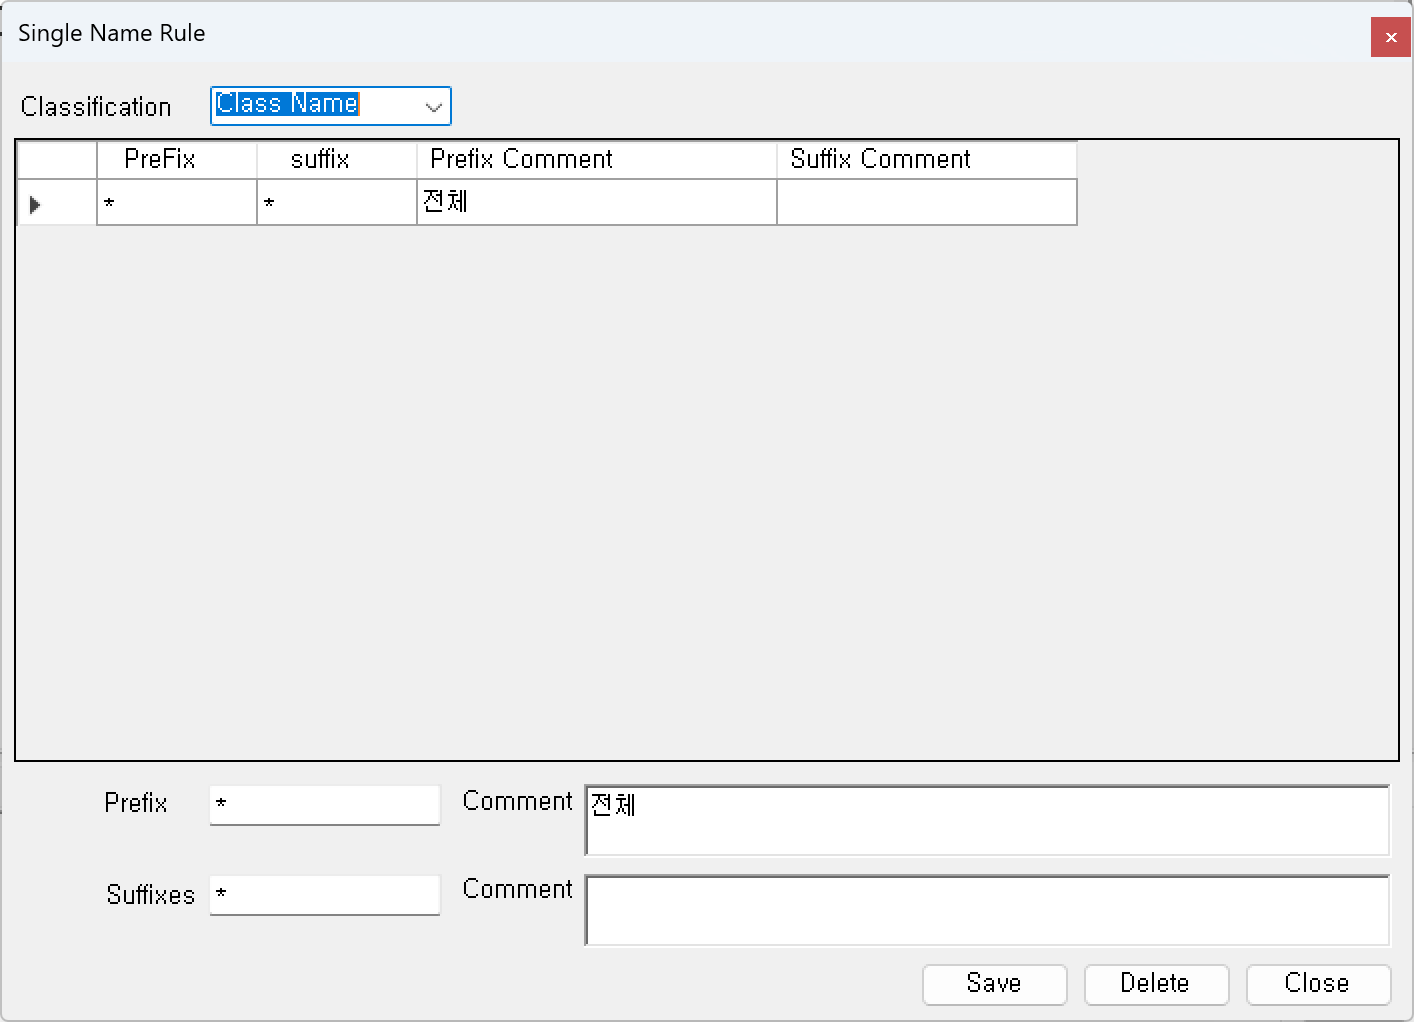 Single Name Rule
Classification Class Name
PreFix suffix Prefix Comment Suffix Comment
* * 전체
Prefix * Comment 전체
Suffixes * Comment
Save Delete Close